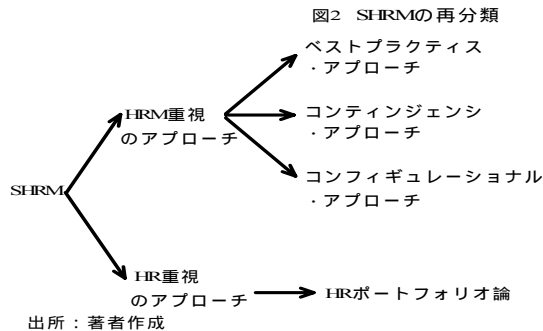 図2 SHRMの再分類
ベストプラクティス
・アプローチ
HRM重視
のアプローチ
コンティンジェンシ
・アプローチ
コンフィギュレーショナル
・アプローチ
SHRM
HR重視
のアプローチ
HRポートフォリオ論
出所：著者作成